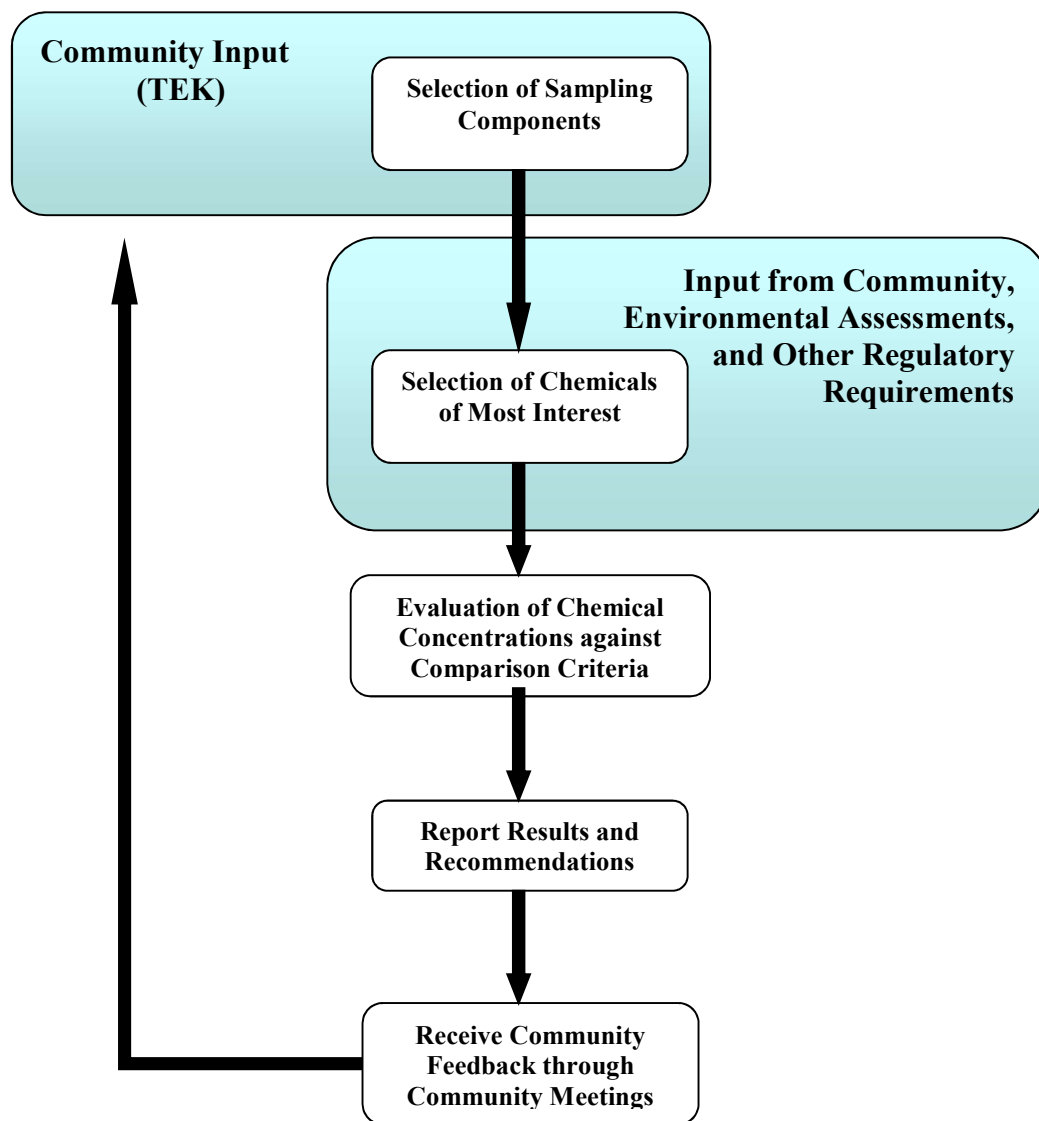 Community Input
(TEK)
Selection of Sampling
Components
Input from Community,
Environmental Assessments,
and Other Regulatory
Requirements
Selection of Chemicals
of Most Interest
Evaluation of Chemical
Concentrations against
Comparison Criteria
Report Results and
Recommendations
Receive Community
Feedback through
Community Meetings